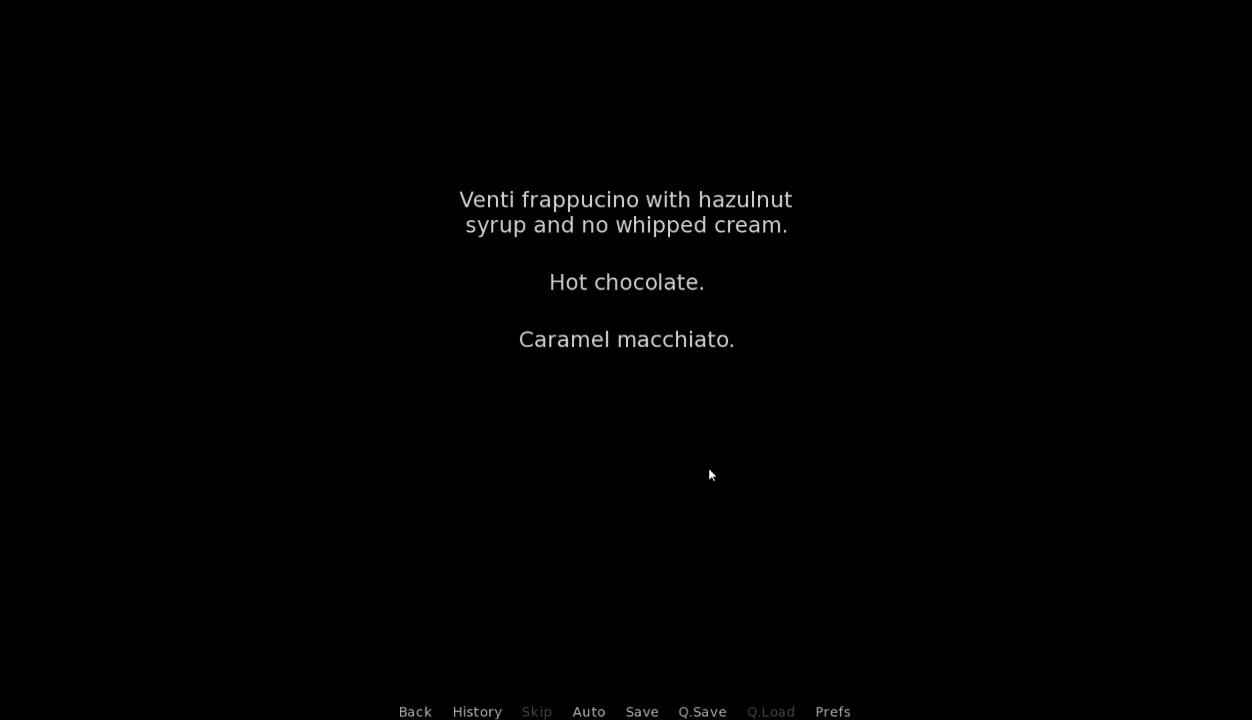 Venti frappucino with hazulnut
syrup and no whipped cream.
Hot chocolate.
Caramel macchiato.
Back History Skip Auto Save Q.Save Q.Load Prefs